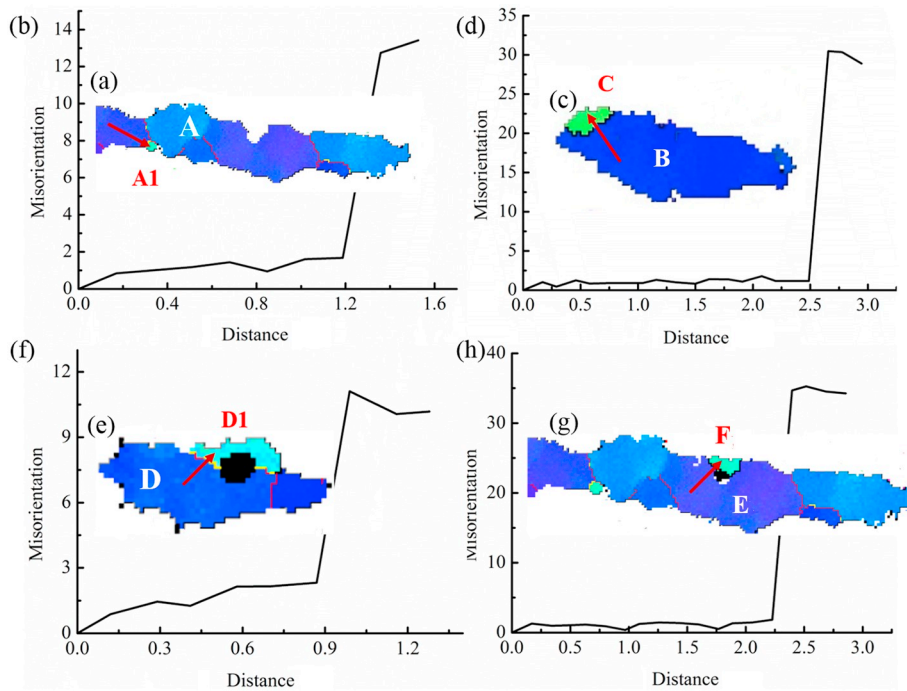 (b)
14
12
10
8
6
4
2
0
Misorientation
(a)
A
A1
0.0
0.4
0.8
1.2
1.6
Distance
(d)
35
30
25
20
15
10
5
0
Misorientation
(c)
C
B
0.0
0.5
1.0
1.5
2.0
2.5
3.0
Distance
(f)
12
9
6
3
0
Misorientation
(e)
D1
D
0.0
0.3
0.6
0.9
1.2
Distance
(h)
40
30
20
10
0
Misorientation
(g)
F
E
0.0
0.5
1.0
1.5
2.0
2.5
3.0
Distance